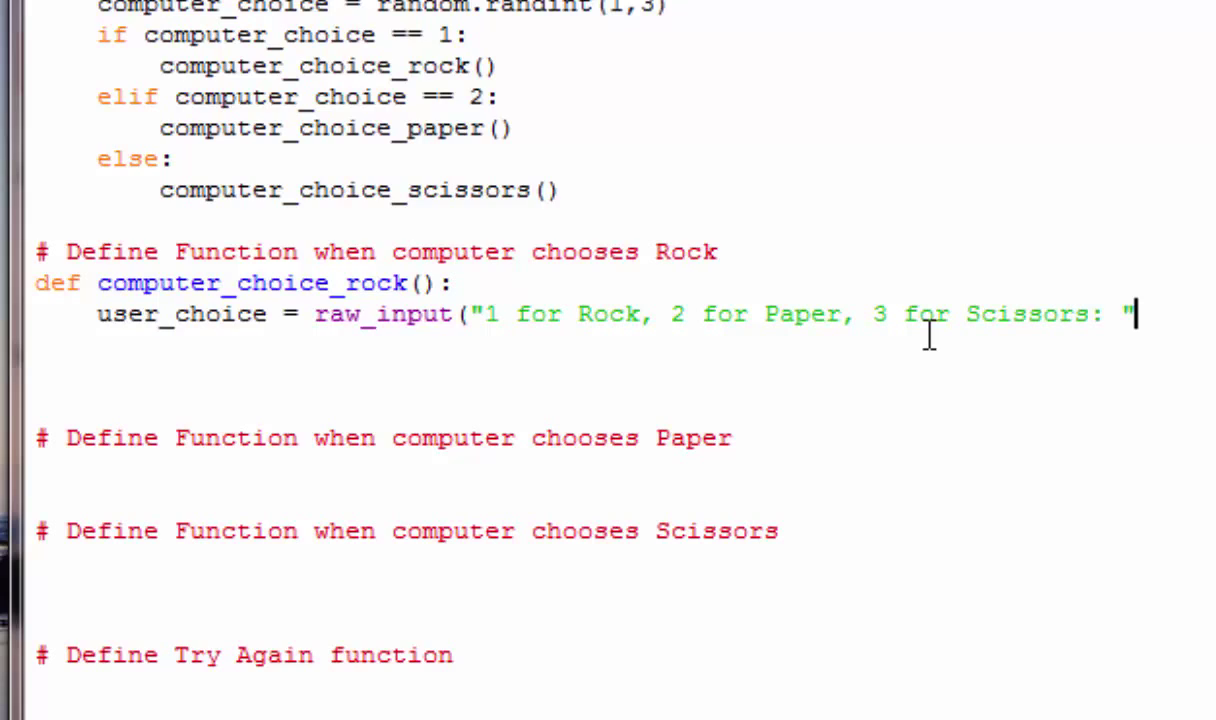 computer_choice = random.randint(1,3)
if computer_choice == 1:
computer_choice_rock()
elif computer_choice == 2:
computer_choice_paper()
else:
computer_choice_scissors()
# Define Function when computer chooses Rock
def computer_choice_rock():
user_choice = raw_input("1 for Rock, 2 for Paper, 3 for Scissors: "
# Define Function when computer chooses Paper
# Define Function when computer chooses Scissors
# Define Try Again function